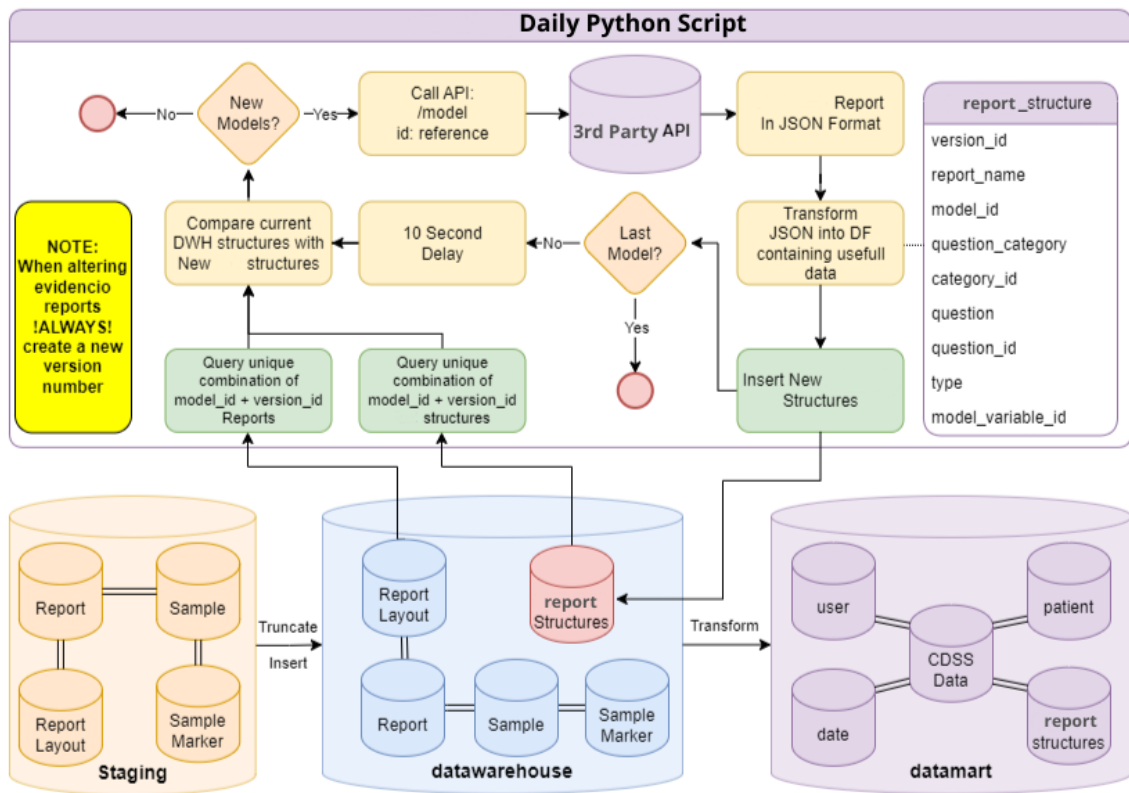 Daily Python Script
No
New
Models?
Yes
Call API:
/model
id: reference
3rd Party API
Report
In JSON Format
report_structure
version_id
report_name
model_id
question_category
category_id
question
question_id
type
model_variable_id
NOTE:
When altering
evidencio
reports
!ALWAYS!
create a new
version
number
Compare current
DWH structures with
New structures
10 Second
Delay
No
Last
Model?
Yes
Transform
JSON into DF
containing usefull
data
Query unique
combination of
model_id + version_id
Reports
Query unique
combination of
model_id + version_id
structures
Insert New
Structures
Report
Sample
Report
Layout
Sample
Marker
Staging
Truncate
Insert
Report
Layout
report
Structures
Report
Sample
Sample
Marker
datawarehouse
Transform
user
patient
CDSS
Data
date
report
structures
datamart